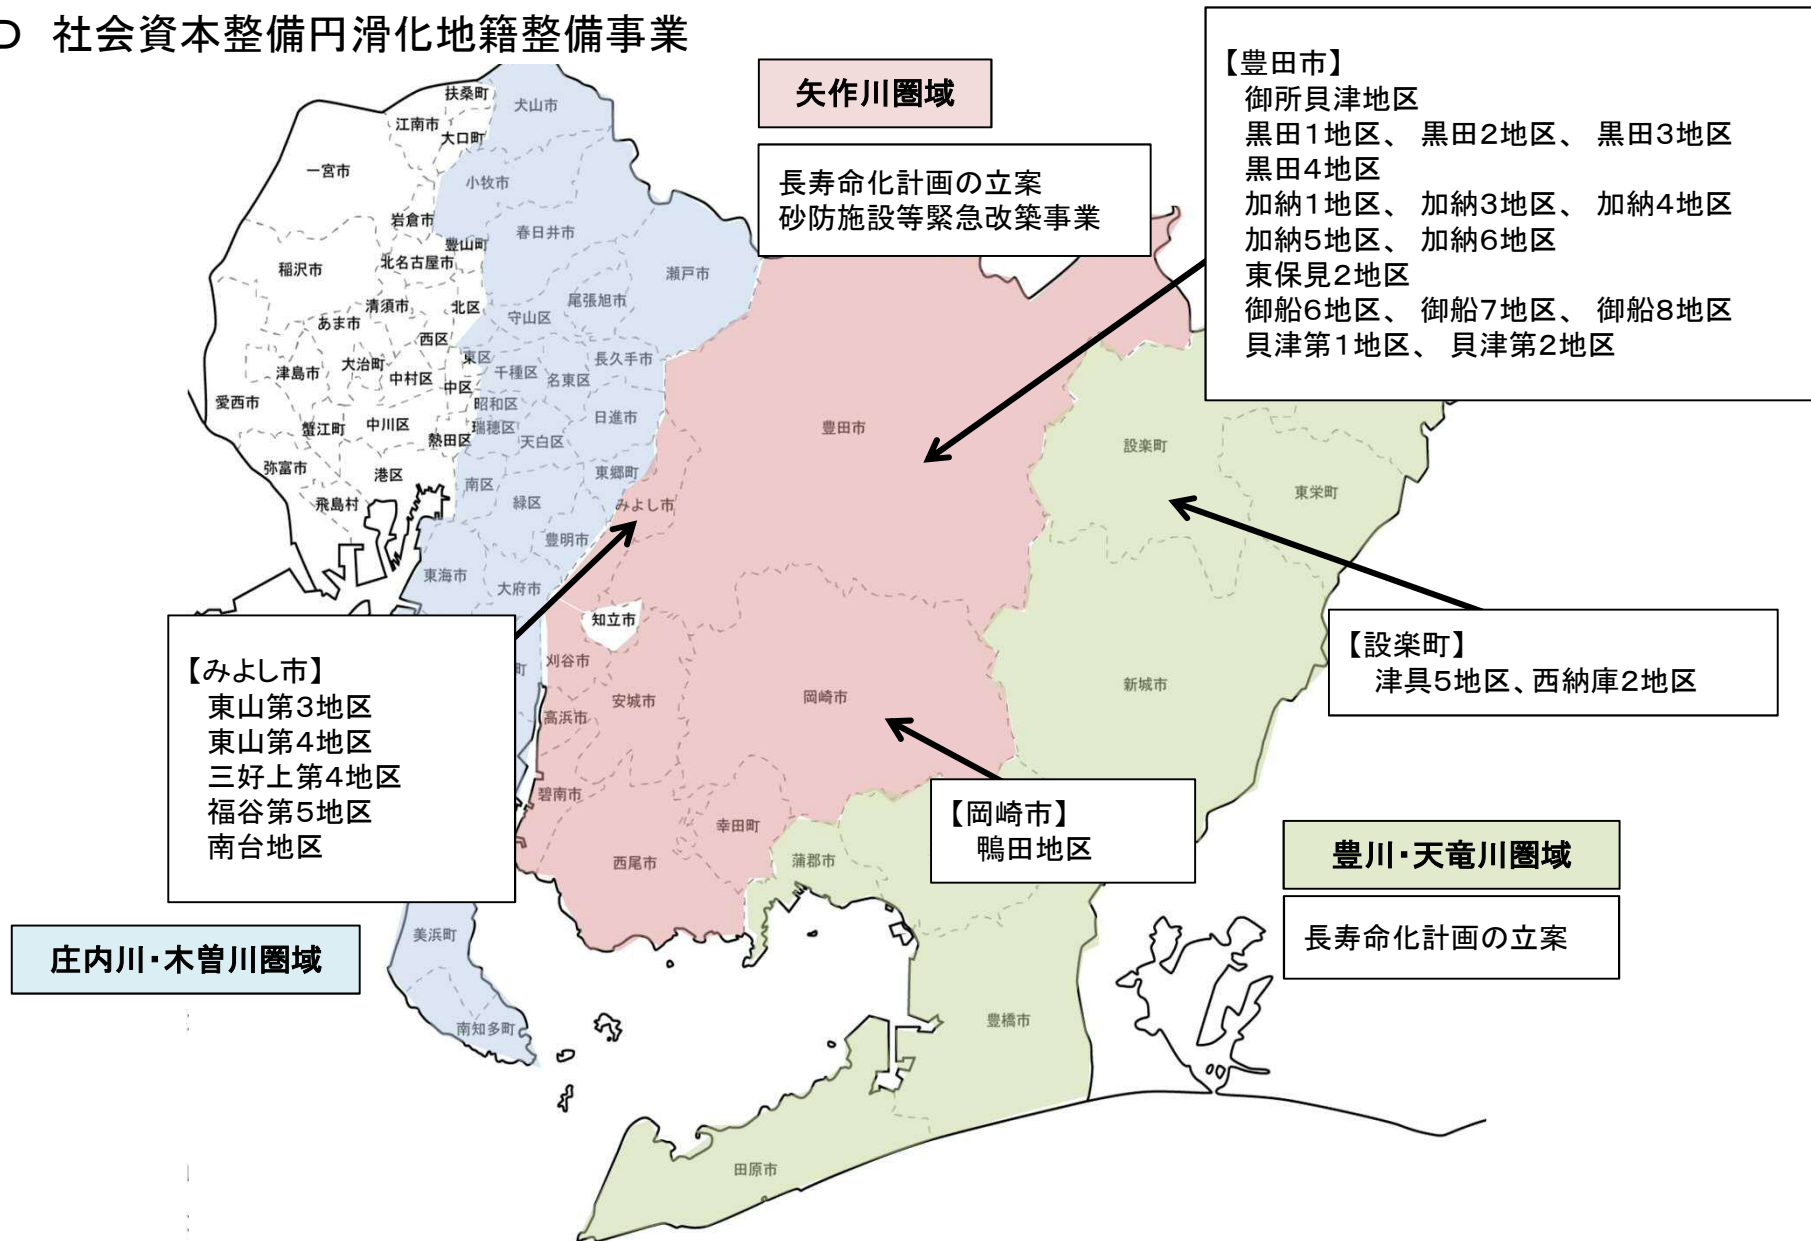 D 社会資本整備円滑化地籍整備事業
矢作川圏域
長寿命化計画の立案
砂防施設等緊急改築事業
【豊田市】
御所貝津地区
黒田1地区、 黒田2地区、 黒田3地区
黒田4地区
加納1地区、 加納3地区、 加納4地区
加納5地区、 加納6地区
東保見2地区
御船6地区、 御船7地区、 御船8地区
貝津第1地区、 貝津第2地区
扶桑町
犬山市
江南市
大口町
一宮市
小牧市
岩倉市
春日井市
豊山町
北名古屋市
稲沢市
瀬戸市
尾張旭市
清須市
北区
守山区
あま市
西区
東区
長久手市
大治町
千種区
津島市
中村区
名東区
中区
愛西市
昭和区
日進市
蟹江町
中川区
瑞穂区
熱田区
天白区
豊田市
設楽町
弥富市
港区
東郷町
南区
東栄町
飛島村
緑区
みよし市
豊明市
東海市
大府市
知立市
【みよし市】
東山第3地区
東山第4地区
三好上第4地区
福谷第5地区
南台地区
町
刈谷市
安城市
岡崎市
新城市
高浜市
碧南市
幸田町
西尾市
蒲郡市
【設楽町】
津具5地区、西納庫2地区
【岡崎市】
鴨田地区
豊川・天竜川圏域
長寿命化計画の立案
庄内川・木曽川圏域
美浜町
南知多町
豊橋市
田原市